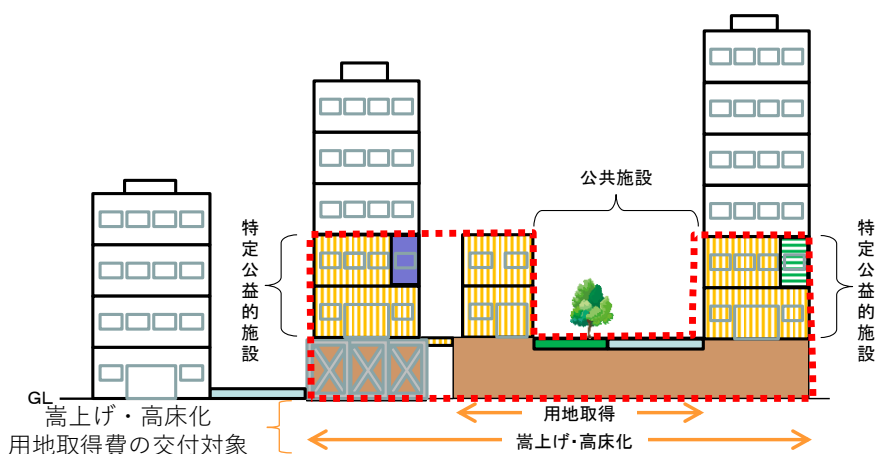 公共施設
特定公益的施設
特定公益的施設
GL
嵩上げ・高床化
用地取得費の交付対象
用地取得
嵩上げ・高床化